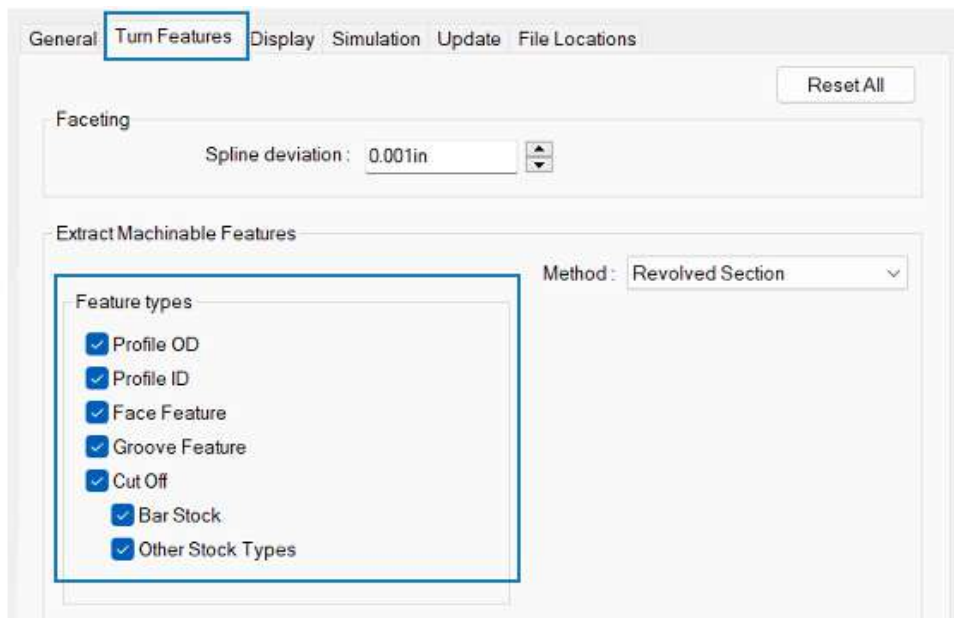 General Turn Features Display Simulation Update File Locations
Reset All
Faceting
Spline deviation : 0.001in
Extract Machinable Features
Method : Revolved Section
Feature types
Profile OD
Profile ID
Face Feature
Groove Feature
Cut Off
Bar Stock
Other Stock Types